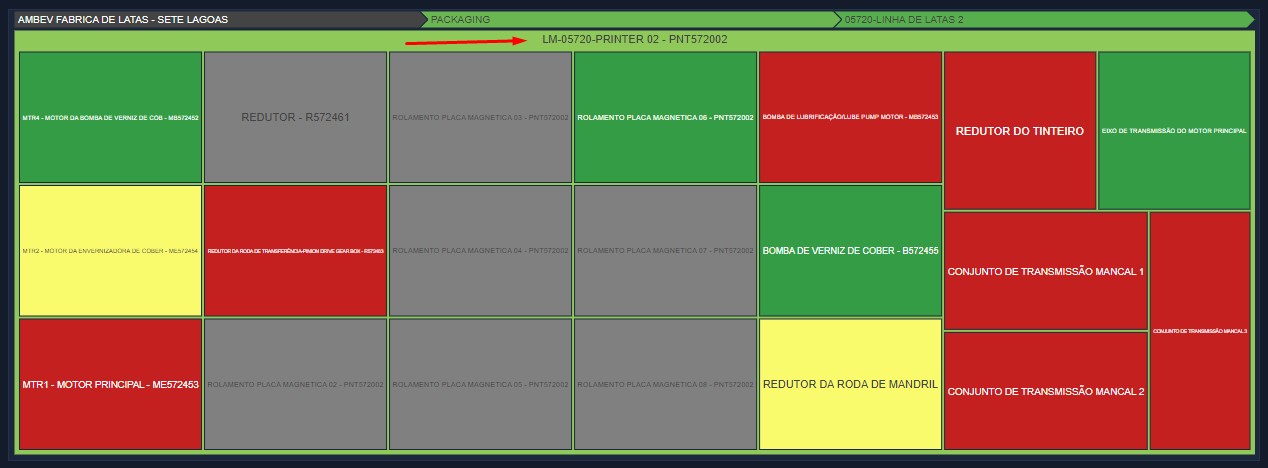 AMBEV FABRICA DE LATAS - SETE LAGOAS
PACKAGING
05720-LINHA DE LATAS 2
LM-05720-PRINTER 02 - PNT572002
MTR4 - MOTOR DA BOMBA DE VERNIZ DE COB - MB572452
REDUTOR - R572461
ROLAMENTO PLACA MAGNETICA 03 - PNT572002
ROLAMENTO PLACA MAGNETICA 06 - PNT572002
BOMBA DE LUBRIFICAÇÃO/LUBE PUMP MOTOR - MB572453
REDUTOR DO TINTEIRO
EIXO DE TRANSMISSÃO DO MOTOR PRINCIPAL
MTR2 - MOTOR DA ENVERNIZADORA DE COBER - ME572454
REDUTOR DA RODA DE TRANSFERÊNCIA-PINION DRIVE GEAR BOX - R572463
ROLAMENTO PLACA MAGNETICA 04 - PNT572002
ROLAMENTO PLACA MAGNETICA 07 - PNT572002
BOMBA DE VERNIZ DE COBER - B572455
CONJUNTO DE TRANSMISSÃO MANCAL 1
CONJUNTO DE TRANSMISSÃO MANCAL 3
MTR1 - MOTOR PRINCIPAL - ME572453
ROLAMENTO PLACA MAGNETICA 02 - PNT572002
ROLAMENTO PLACA MAGNETICA 05 - PNT572002
ROLAMENTO PLACA MAGNETICA 08 - PNT572002
REDUTOR DA RODA DE MANDRIL
CONJUNTO DE TRANSMISSÃO MANCAL 2